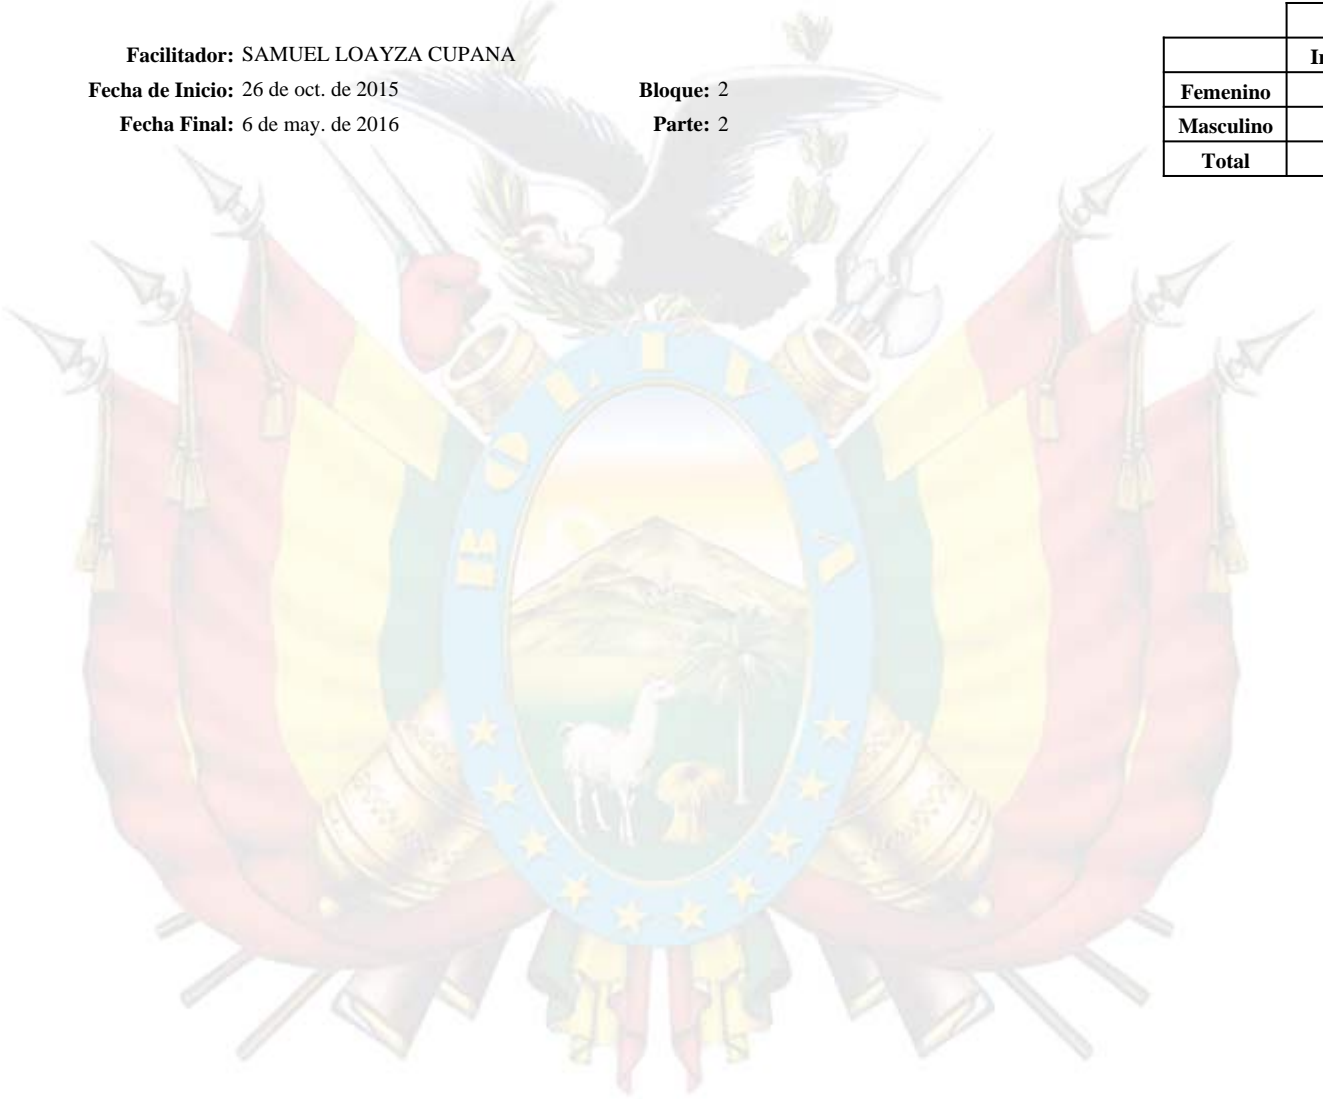 Facilitador: SAMUEL LOAYZA CUPANA
Fecha de Inicio: 26 de oct. de 2015 Bloque: 2
Fecha Final: 6 de may. de 2016 Parte: 2
Femenino
Masculino
Total
BOLIVIA